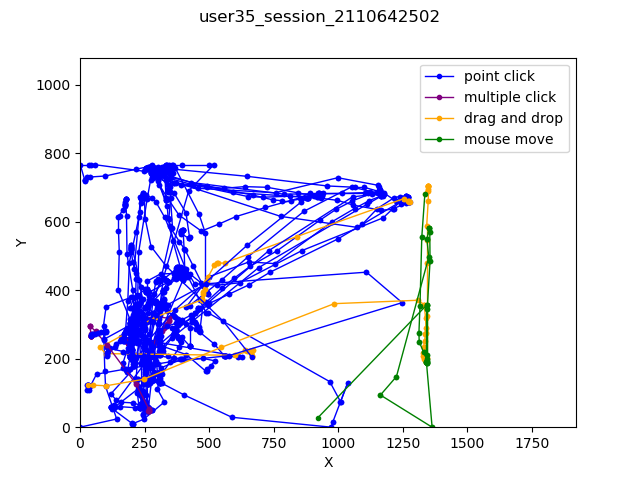 user35_session_2110642502
point click
multiple click
drag and drop
mouse move
Y
1000
800
600
400
200
0
0
250
500
750
1000
1250
1500
1750
X